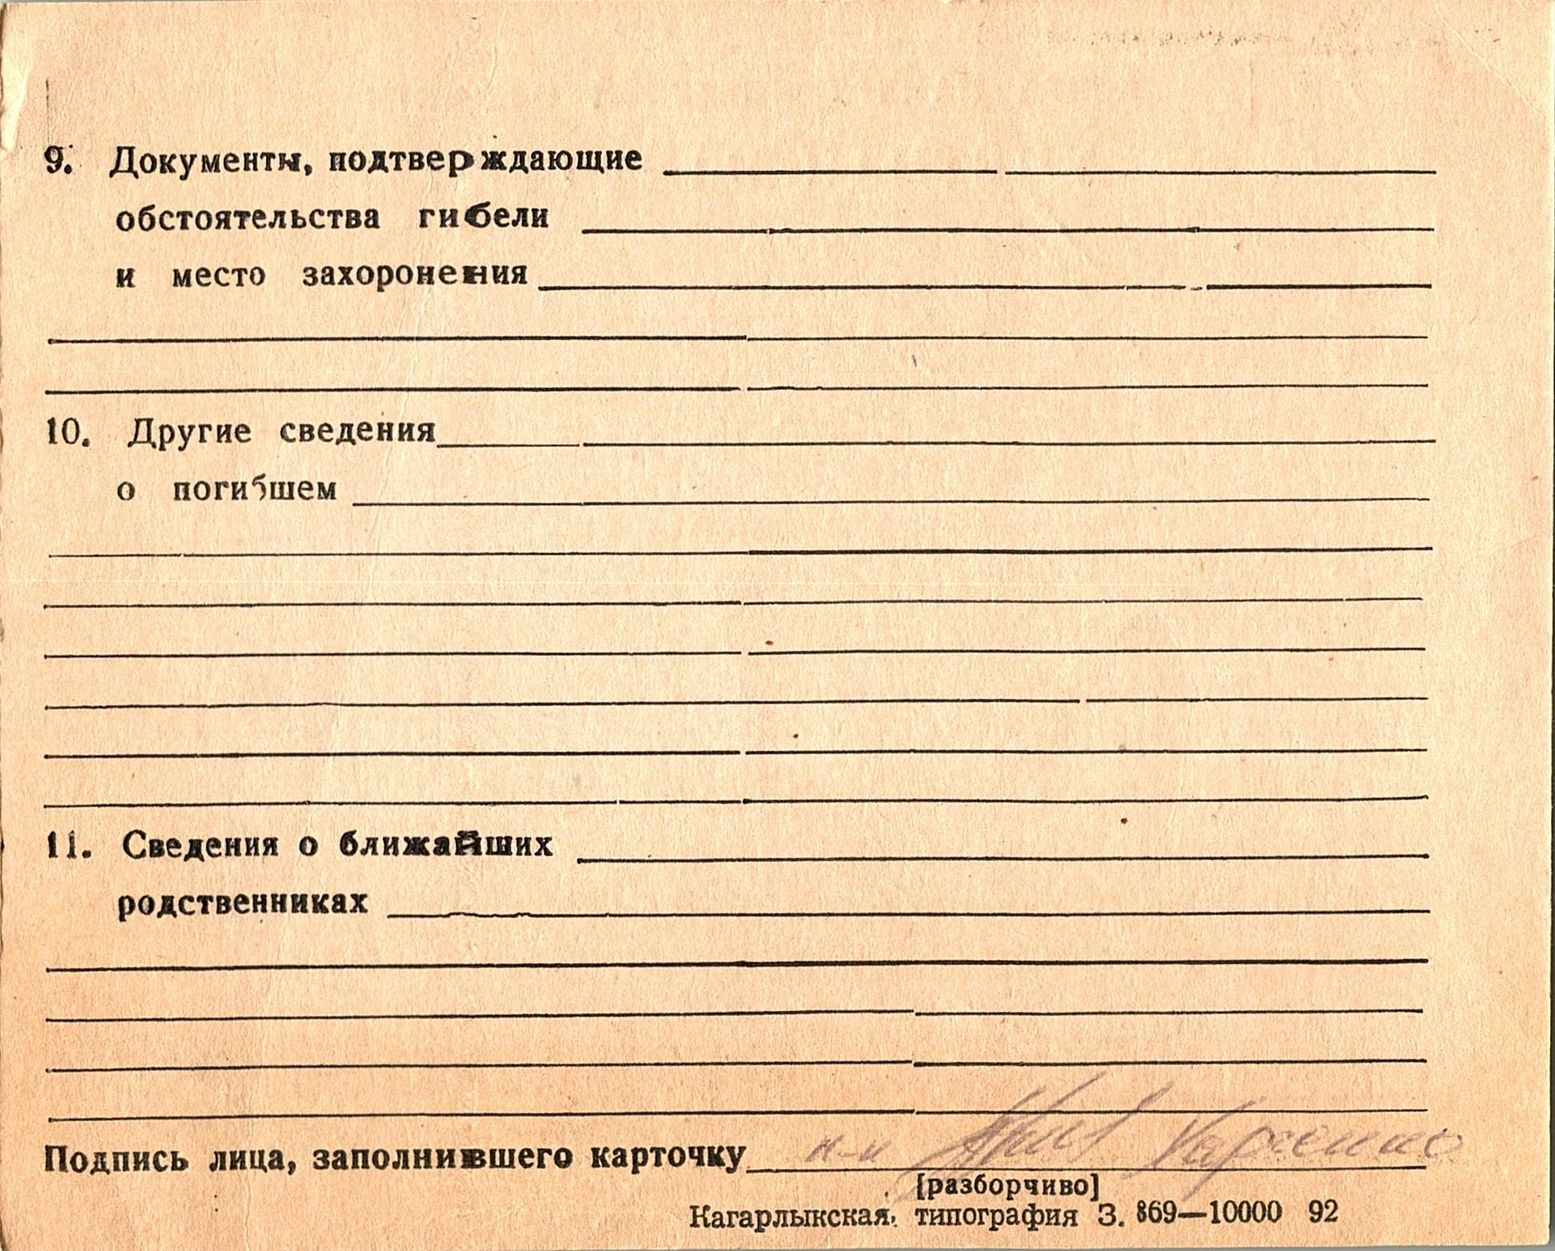 9. Документы, подтверждающие
обстоятельства гибели
и место захоронения
10. Другие сведения
о погибшем
11. Сведения о ближайших
родственниках
Подпись лица, заполнившего карточку н-и Харченко
[разборчиво]
Кагарлыкская типография З. 869—10000 92